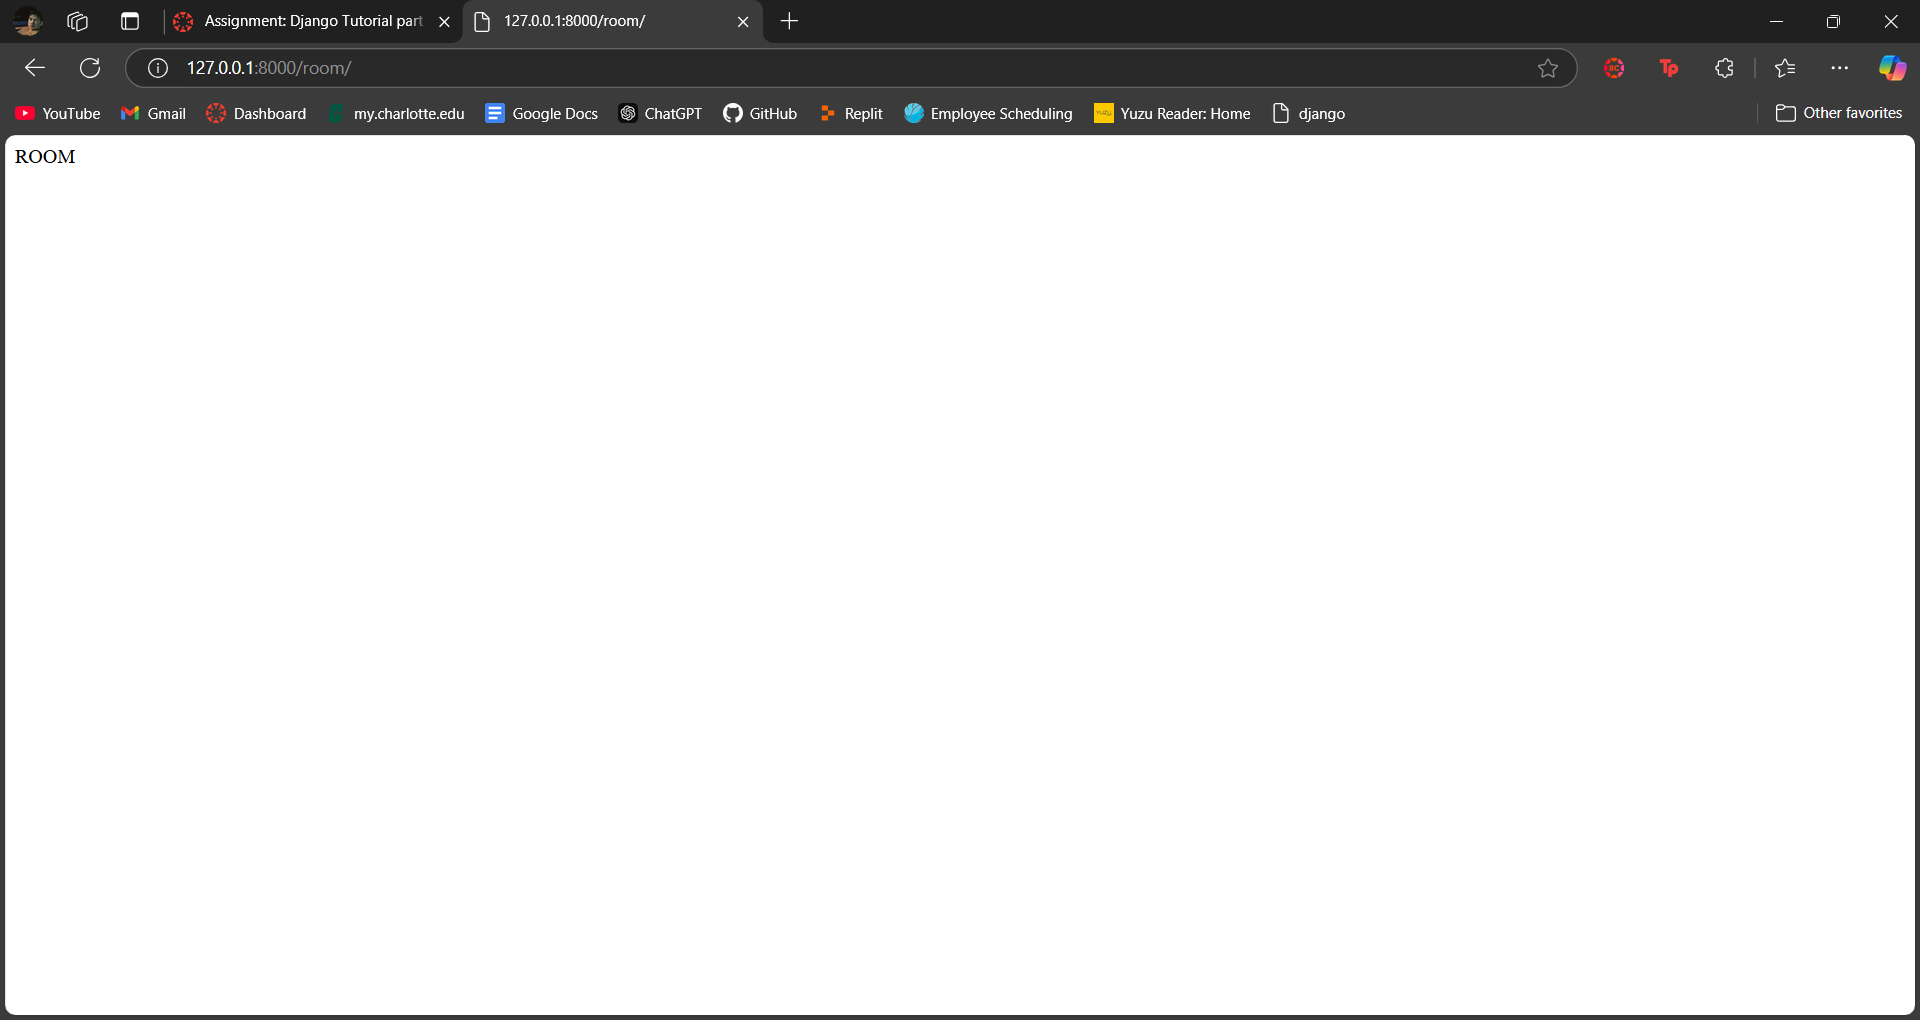 Assignment: Django Tutorial part
127.0.0.1:8000/room/
127.0.0.1:8000/room/
YouTube
Gmail
Dashboard
my.charlotte.edu
Google Docs
ChatGPT
GitHub
Replit
Employee Scheduling
Yuzu Reader: Home
django
Other favorites
ROOM